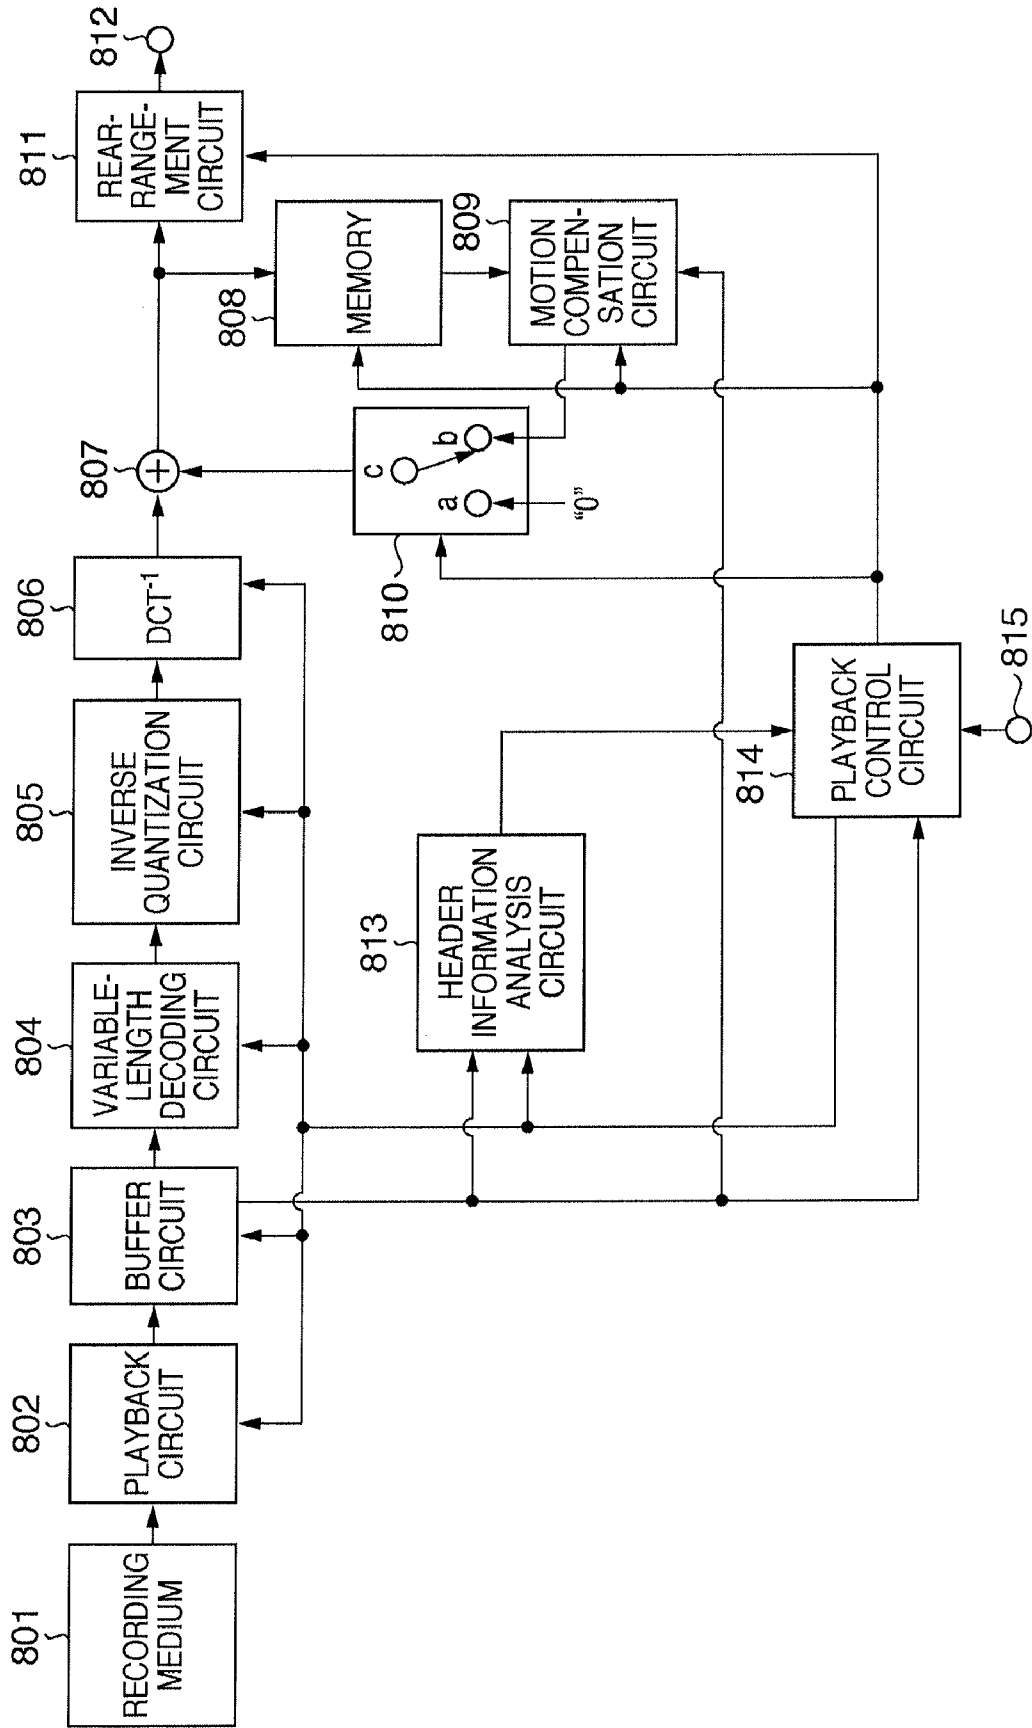 801
RECORDING
MEDIUM
802
PLAYBACK
CIRCUIT
803
BUFFER
CIRCUIT
804
VARIABLE-
LENGTH
DECODING
CIRCUIT
805
INVERSE
QUANTIZATION
CIRCUIT
806
DCT-1
807
+
811
REAR-
RANGE-
MENT
CIRCUIT
812
808
MEMORY
809
MOTION
COMPEN-
SATION
CIRCUIT
810
c
a
b
"0"
813
HEADER
INFORMATION
ANALYSIS
CIRCUIT
814
PLAYBACK
CONTROL
CIRCUIT
815